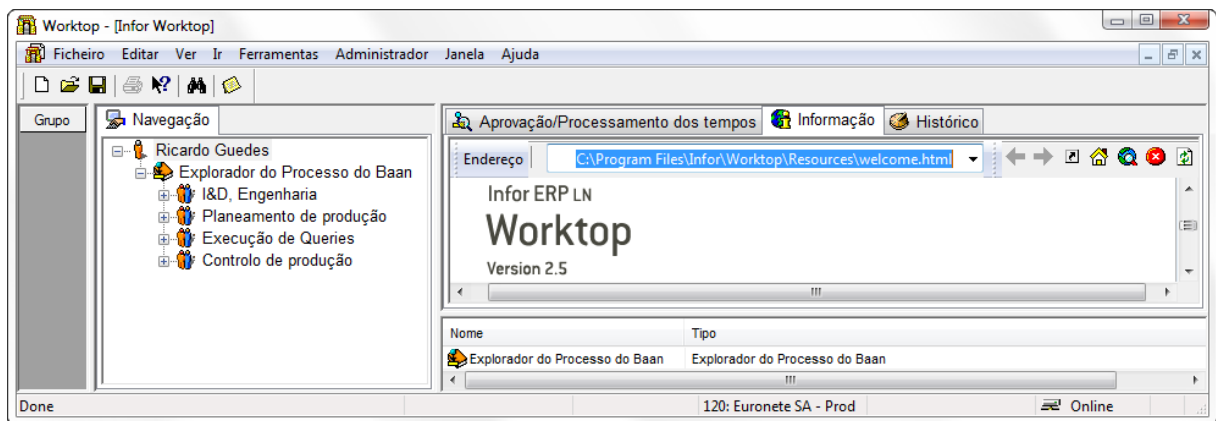 Worktop - [Infor Worktop]
Ficheiro Editar Ver Ir Ferramentas Administrador Janela Ajuda
Grupo
Navegação
Ricardo Guedes
Explorador do Processo do Baan
I&D, Engenharia
Planeamento de produção
Execução de Queries
Controlo de produção
Aprovação/Processamento dos tempos Informação Histórico
Endereço C:\Program Files\Infor\Worktop\Resources\welcome.html
Infor ERP LN
Worktop
Version 2.5
Nome Tipo
Explorador do Processo do Baan Explorador do Processo do Baan
Done 120: Euronete SA - Prod Online